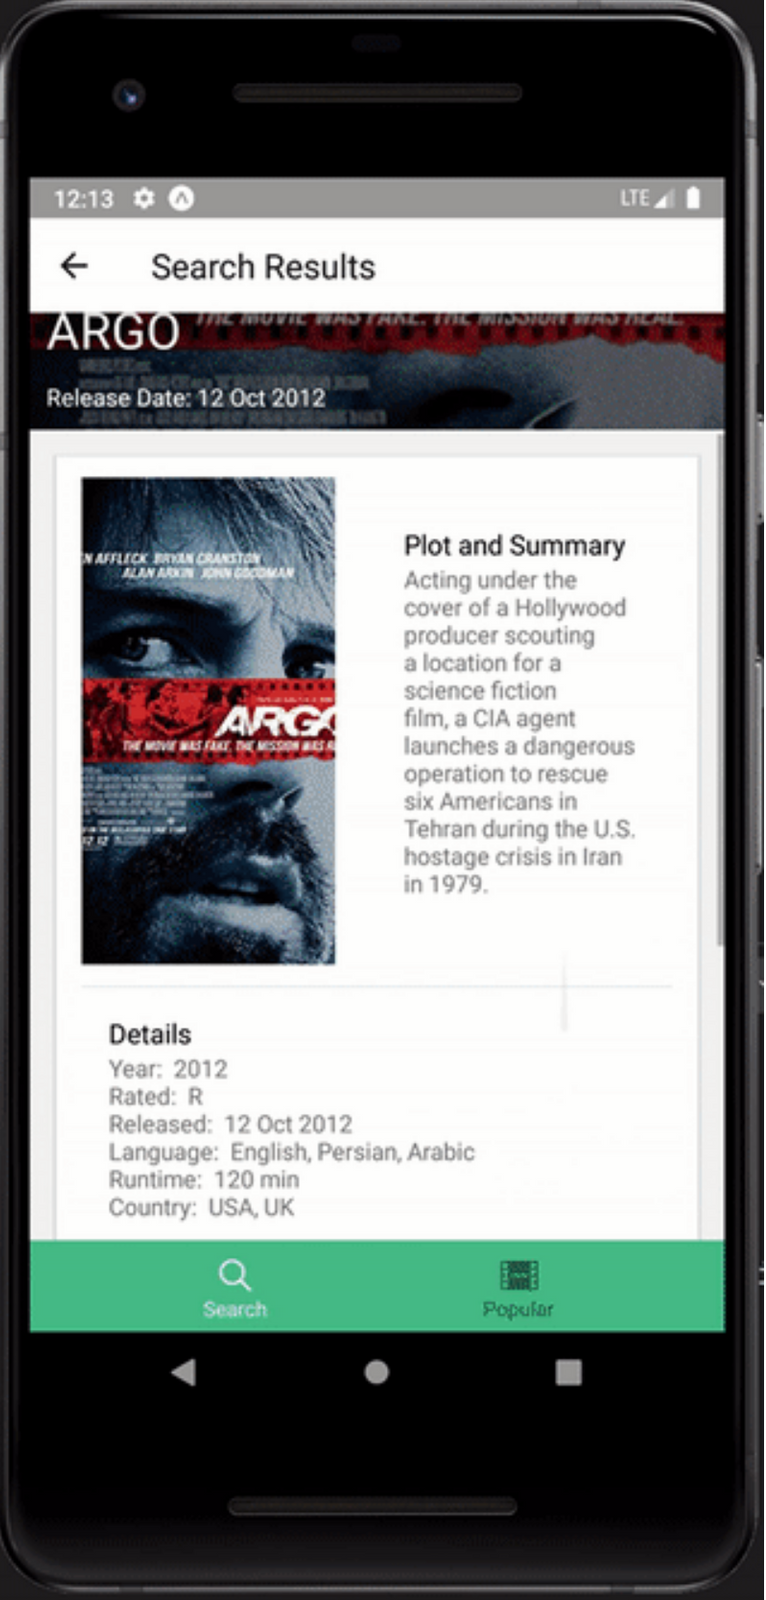 12:13
LTE
Search Results
ARGO
THE MOVIE WAS FAKE. THE MISSION WAS REAL.
Release Date: 12 Oct 2012
N AFFLECK BRYAN CRANSTON
ALAN ARKIN JOHN GOODMAN
ARGO
THE MOVIE WAS FAKE. THE MISSION WAS R
Plot and Summary
Acting under the
cover of a Hollywood
producer scouting
a location for a
science fiction
film, a CIA agent
launches a dangerous
operation to rescue
six Americans in
Tehran during the U.S.
hostage crisis in Iran
in 1979.
Details
Year: 2012
Rated: R
Released: 12 Oct 2012
Language: English, Persian, Arabic
Runtime: 120 min
Country: USA, UK
Search
Popular